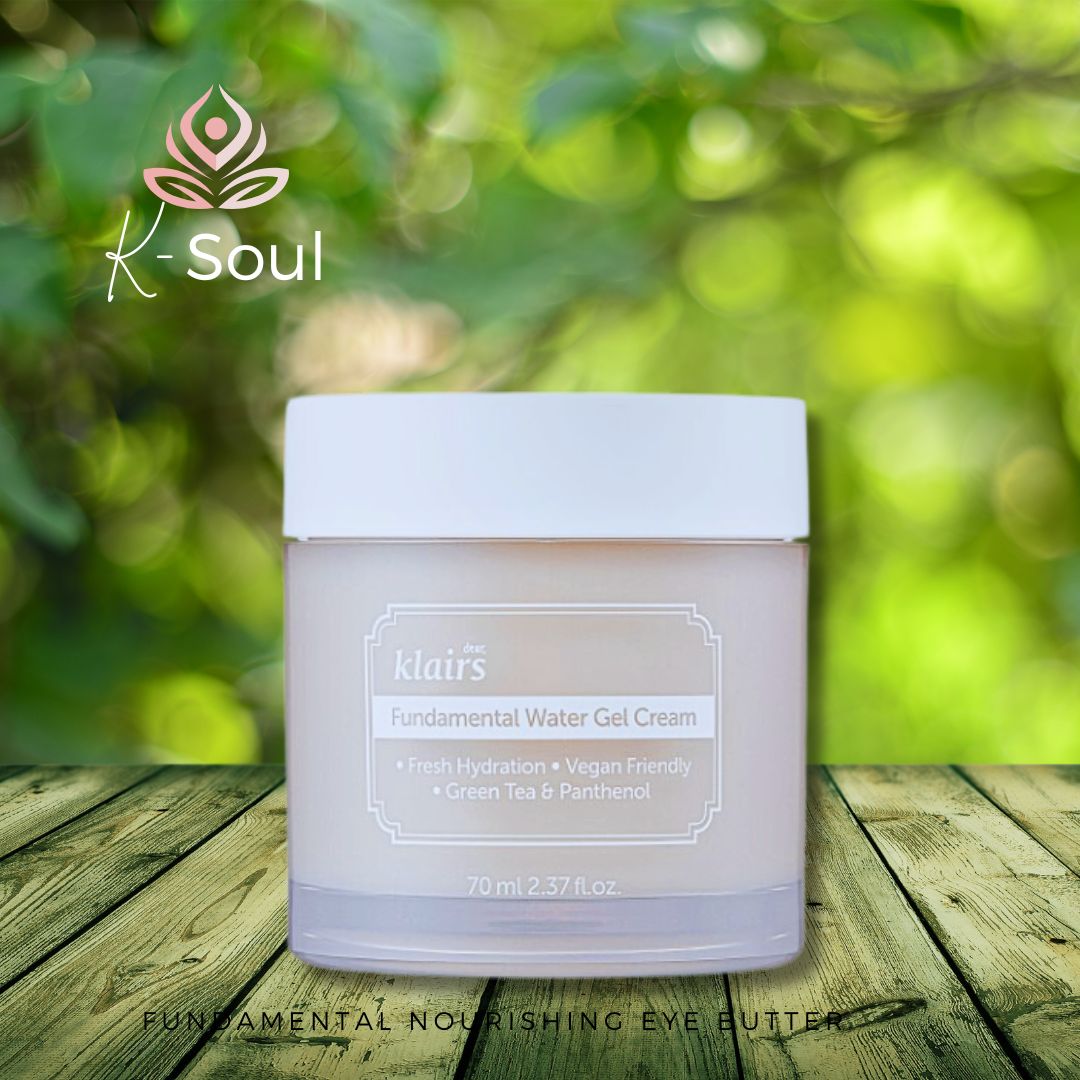 K-Soul
dear,
klairs
Fundamental Water Gel Cream
• Fresh Hydration • Vegan Friendly
• Green Tea & Panthenol
70 ml 2.37 fl.oz.
FUNDAMENTAL NOURISHING EYE BUTTER